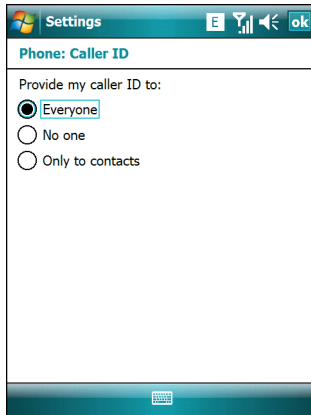 Settings
E
ok
Phone: Caller ID
Provide my caller ID to:
Everyone
No one
Only to contacts